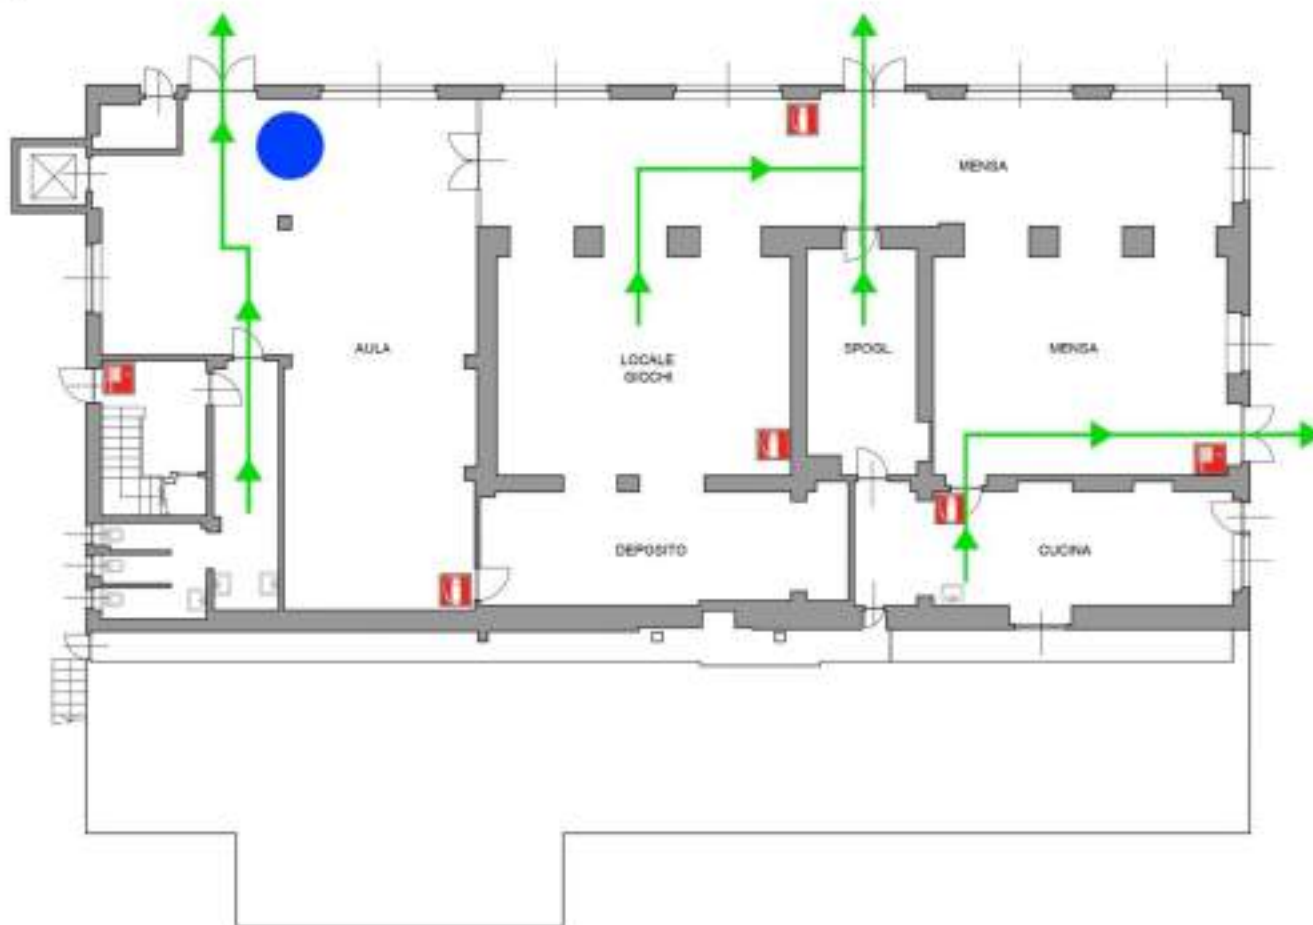 MENSA
AULA
LOCALE
GIOCHI
SPOGL.
MENSA
DEPOSITO
CUCINA